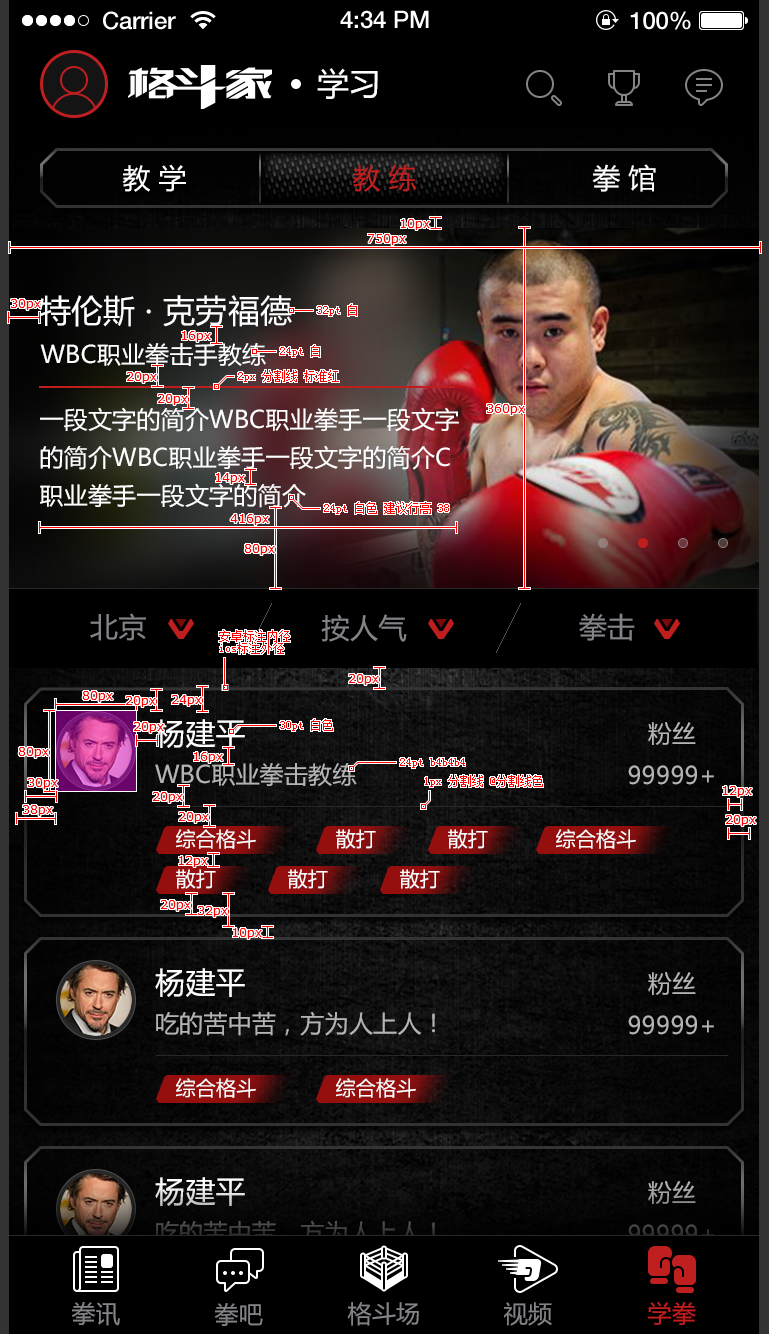 Carrier 4:34 PM 100%
格斗家 · 学习
教 学 教 练 拳 馆
10px
750px
30px
特伦斯 · 克劳福德 32pt 白
16px
WBC职业拳击手教练 24pt 白
20px 2px 分割线 标准红
20px
360px
一段文字的简介WBC职业拳手一段文字
的简介WBC职业拳手一段文字的简介C
14px
职业拳手一段文字的简介
24pt 白色 建议行高 38
416px
80px
北京 按人气 拳击
安卓标注内径
ios标注外径
20px
80px 20px 24px
20px 杨建平 30pt 白色 粉丝
80px 16px
24pt b4b4b4
WBC职业拳击教练 99999+
30px 1px 分割线 @分割线色
20px 12px
38px 20px 20px
综合格斗 散打 散打 综合格斗
12px
散打 散打 散打
20px 32px
10px
杨建平 粉丝
吃的苦中苦，方为人上人！ 99999+
综合格斗 综合格斗
杨建平 粉丝
吃的苦中苦，方为人上人！ 99999+
拳讯 拳吧 格斗场 视频 学拳